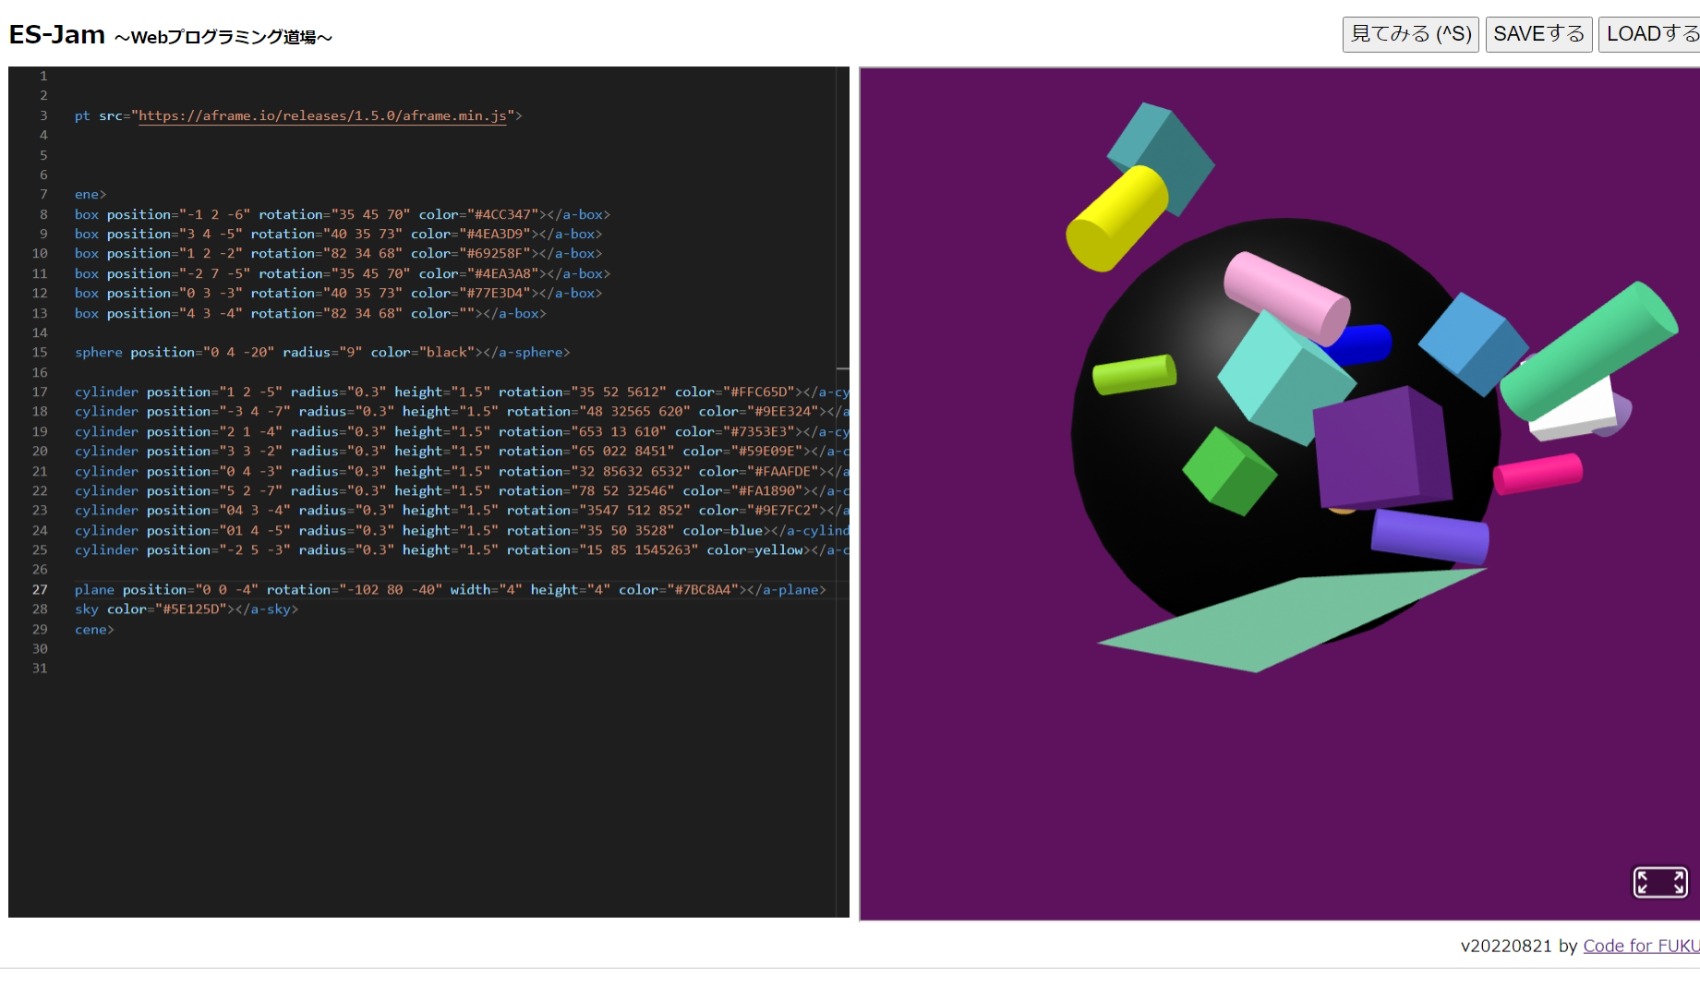 ES-Jam ～Webプログラミング道場～
見てみる (^S) SAVEする LOADする
1
2
3 pt src="https://aframe.io/releases/1.5.0/aframe.min.js">
4
5
6
7 ene>
8 box position="-1 2 -6" rotation="35 45 70" color="#4CC347"></a-box>
9 box position="3 4 -5" rotation="40 35 73" color="#4EA3D9"></a-box>
10 box position="1 2 -2" rotation="82 34 68" color="#69258F"></a-box>
11 box position="-2 7 -5" rotation="35 45 70" color="#4EA3A8"></a-box>
12 box position="0 3 -3" rotation="40 35 73" color="#77E3D4"></a-box>
13 box position="4 3 -4" rotation="82 34 68" color=""></a-box>
14
15 sphere position="0 4 -20" radius="9" color="black"></a-sphere>
16
17 cylinder position="1 2 -5" radius="0.3" height="1.5" rotation="35 52 5612" color="#FFC65D"></a-cy
18 cylinder position="-3 4 -7" radius="0.3" height="1.5" rotation="48 32565 620" color="#9EE324"></a
19 cylinder position="2 1 -4" radius="0.3" height="1.5" rotation="653 13 610" color="#7353E3"></a-cy
20 cylinder position="3 3 -2" radius="0.3" height="1.5" rotation="65 022 8451" color="#59E09E"></a-c
21 cylinder position="0 4 -3" radius="0.3" height="1.5" rotation="32 85632 6532" color="#FAAFDE"></a
22 cylinder position="5 2 -7" radius="0.3" height="1.5" rotation="78 52 32546" color="#FA1890"></a-c
23 cylinder position="04 3 -4" radius="0.3" height="1.5" rotation="3547 512 852" color="#9E7FC2"></a
24 cylinder position="01 4 -5" radius="0.3" height="1.5" rotation="35 50 3528" color=blue></a-cylind
25 cylinder position="-2 5 -3" radius="0.3" height="1.5" rotation="15 85 1545263" color=yellow></a-c
26
27 plane position="0 0 -4" rotation="-102 80 -40" width="4" height="4" color="#7BC8A4"></a-plane>
28 sky color="#5E125D"></a-sky>
29 cene>
30
31
v20220821 by Code for FUKU